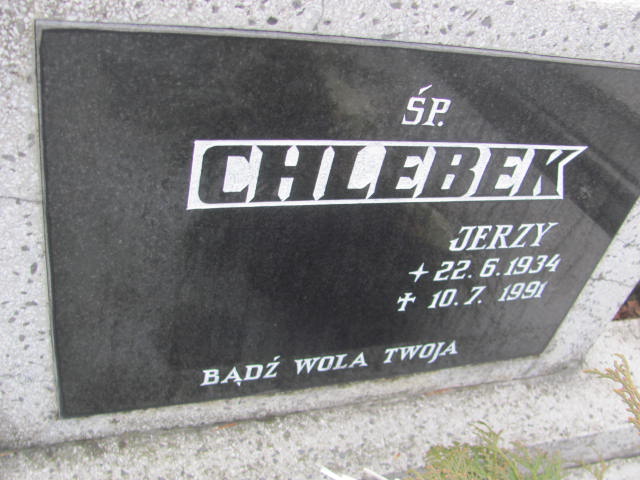 ŚP.
CHLEBEK
JERZY
+ 22.6.1934
✝ 10.7.1991
BĄDŹ WOLA TWOJA